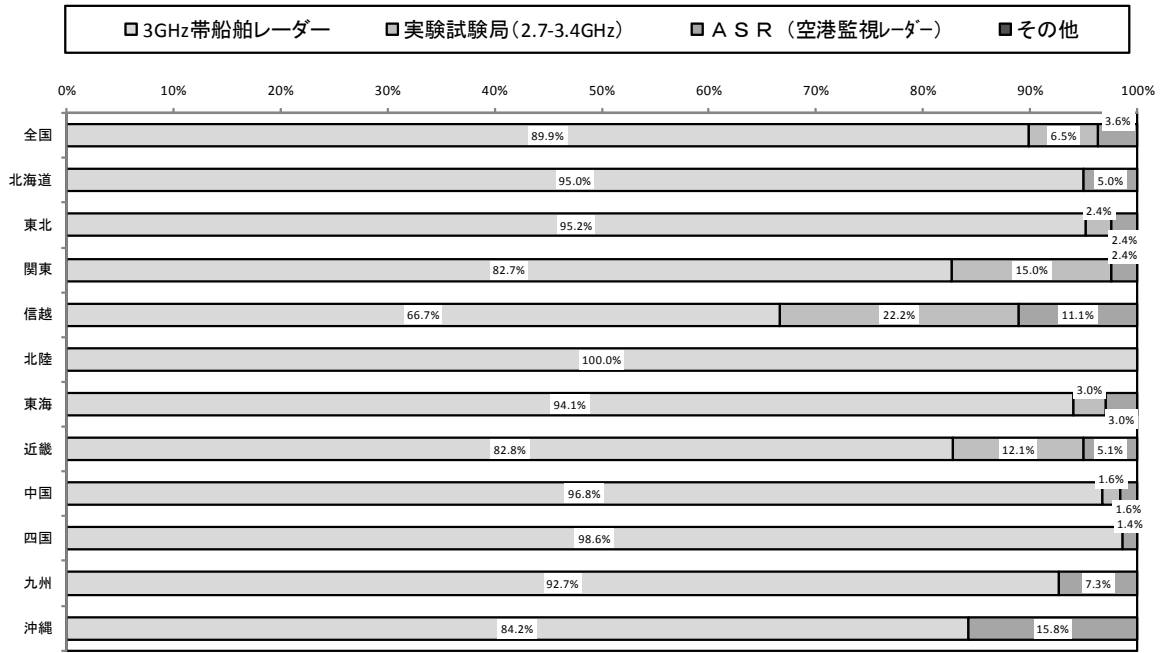 3GHz帯船舶レーダー 実験試験局(2.7-3.4GHz) ＡＳＲ（空港監視レーダー） その他
0% 10% 20% 30% 40% 50% 60% 70% 80% 90% 100%
全国 89.9% 6.5% 3.6%
北海道 95.0% 5.0%
東北 95.2% 2.4% 2.4%
関東 82.7% 15.0% 2.4%
信越 66.7% 22.2% 11.1%
北陸 100.0%
東海 94.1% 3.0% 3.0%
近畿 82.8% 12.1% 5.1%
中国 96.8% 1.6% 1.6%
四国 98.6% 1.4%
九州 92.7% 7.3%
沖縄 84.2% 15.8%